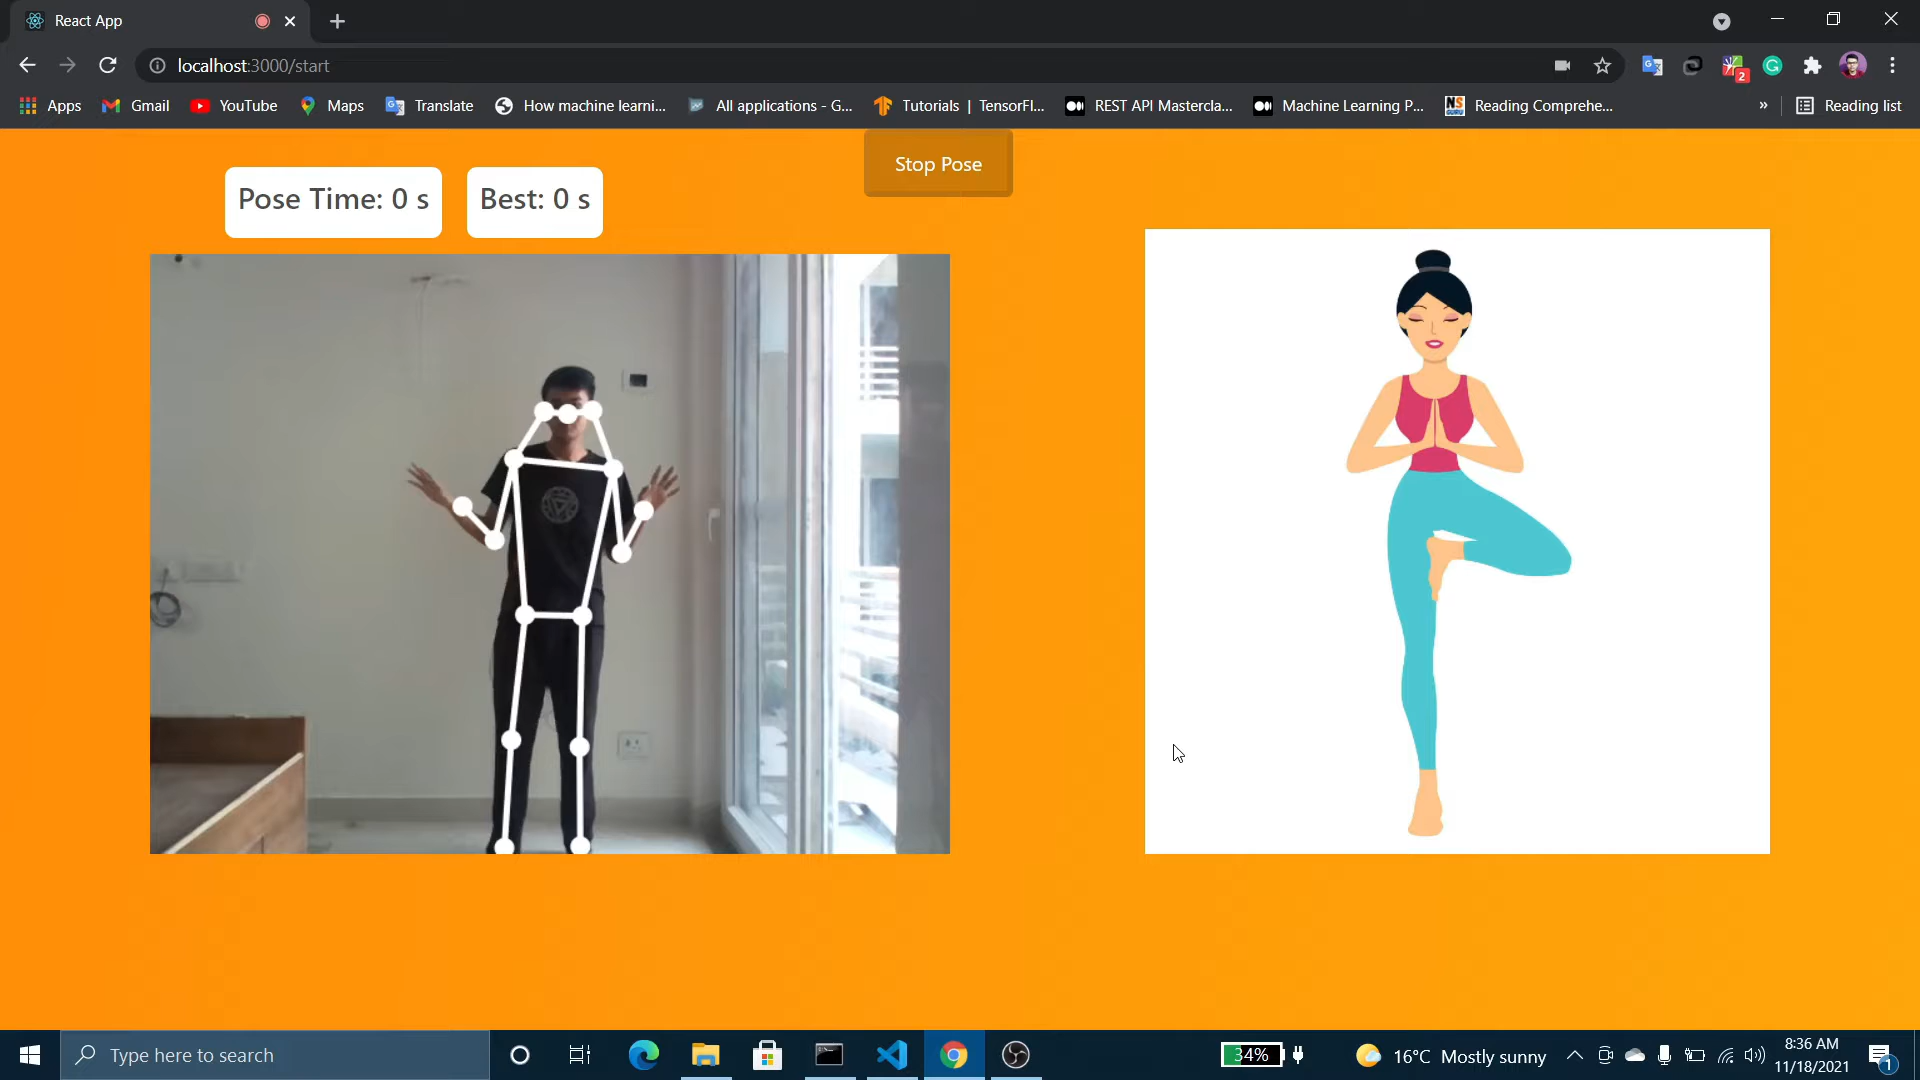 React App
localhost:3000/start
Apps
Gmail
YouTube
Maps
Translate
How machine learni...
All applications - G...
Tutorials | TensorFl...
REST API Mastercla...
Machine Learning P...
Reading Comprehe...
»
Reading list
2
Stop Pose
Pose Time: 0 s
Best: 0 s
Type here to search
34%
16°C Mostly sunny
8:36 AM
11/18/2021
1